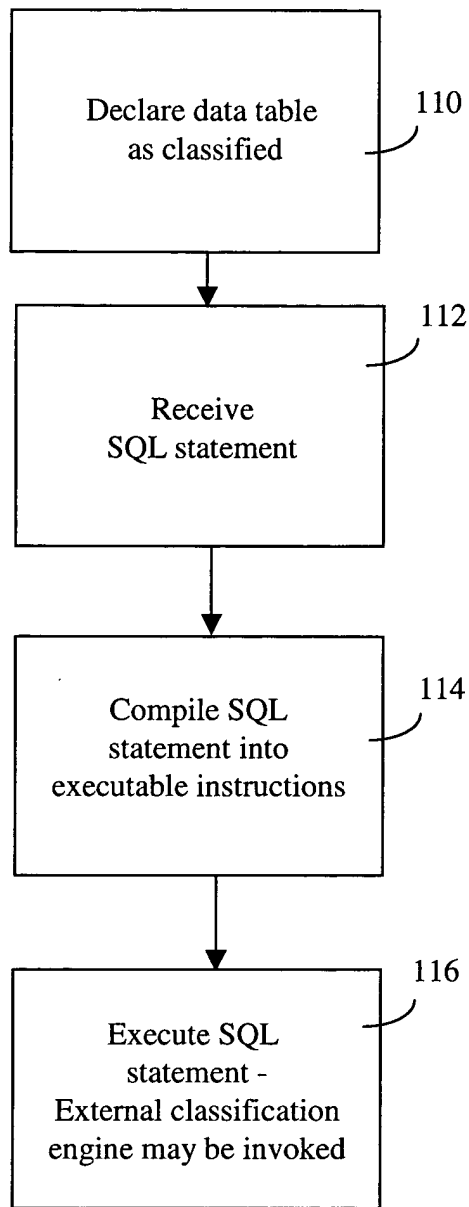 Declare data table
as classified
110
Receive
SQL statement
112
Compile SQL
statement into
executable instructions
114
Execute SQL
statement -
External classification
engine may be invoked
116